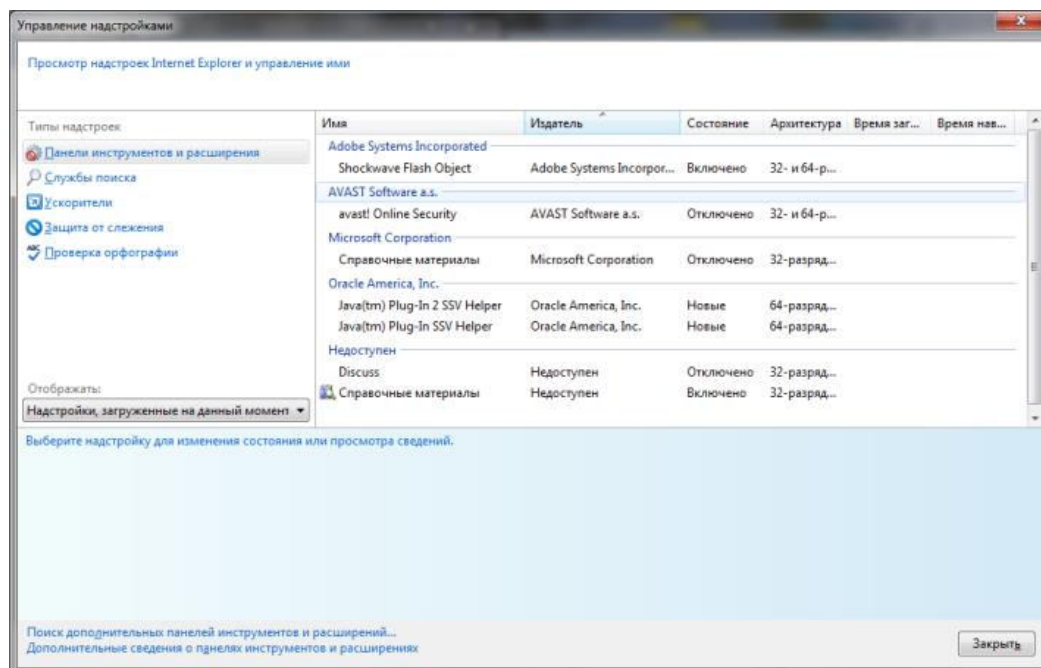 Управление надстройками
Просмотр надстроек Internet Explorer и управление ими
Типы надстроек
Панели инструментов и расширения
Службы поиска
Ускорители
Защита от слежения
Проверка орфографии
Отображать:
Надстройки, загруженные на данный момент
Имя Издатель Состояние Архитектура Время заг... Время нав...
Adobe Systems Incorporated
Shockwave Flash Object Adobe Systems Incorpor... Включено 32- и 64-р...
AVAST Software a.s.
avast! Online Security AVAST Software a.s. Отключено 32- и 64-р...
Microsoft Corporation
Справочные материалы Microsoft Corporation Отключено 32-разряд...
Oracle America, Inc.
Java(tm) Plug-In 2 SSV Helper Oracle America, Inc. Новые 64-разряд...
Java(tm) Plug-In SSV Helper Oracle America, Inc. Новые 64-разряд...
Недоступен
Discuss Недоступен Отключено 32-разряд...
Справочные материалы Недоступен Включено 32-разряд...
Выберите надстройку для изменения состояния или просмотра сведений.
Поиск дополнительных панелей инструментов и расширений...
Дополнительные сведения о панелях инструментов и расширениях
Закрыть